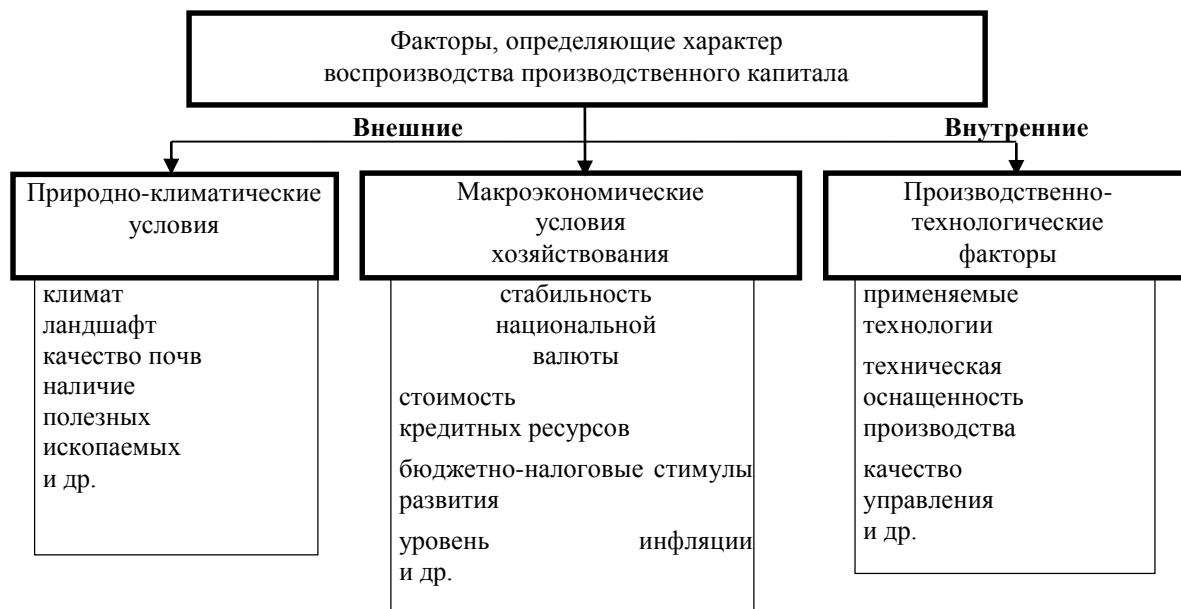 Факторы, определяющие характер
воспроизводства производственного капитала
Внешние
Внутренние
Природно-климатические
условия
климат
ландшафт
качество почв
наличие
полезных
ископаемых
и др.
Макроэкономические
условия
хозяйствования
стабильность
национальной
валюты
стоимость
кредитных ресурсов
бюджетно-налоговые стимулы
развития
уровень инфляции
и др.
Производственно-
технологические
факторы
применяемые
технологии
техническая
оснащенность
производства
качество
управления
и др.